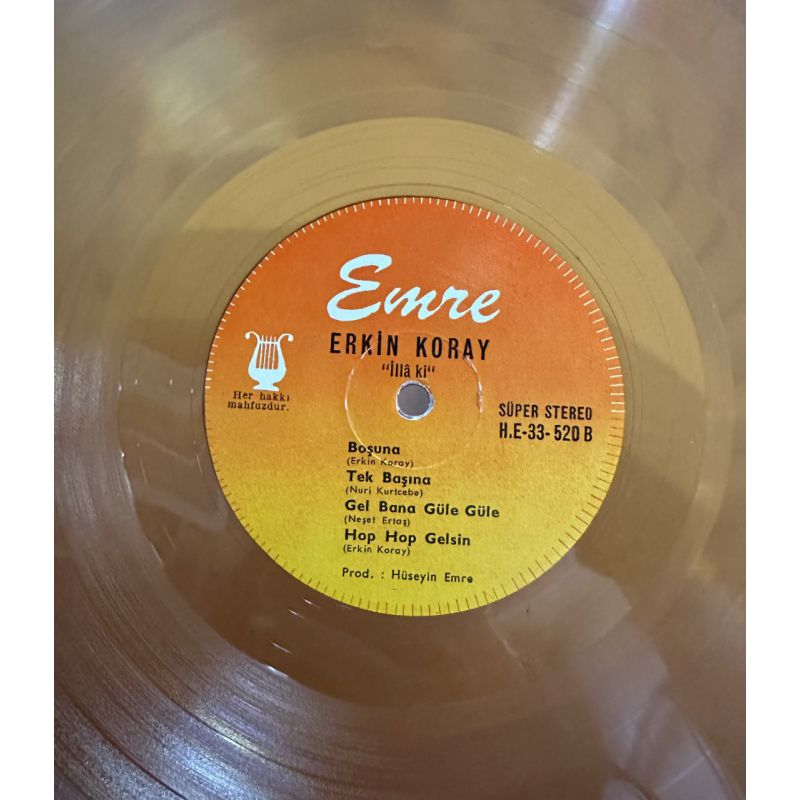 Emre
ERKİN KORAY
“İllâ ki“
Her hakkı
mahfuzdur.
SÜPER STEREO
H.E-33-520 B
Boşuna
(Erkin Koray)
Tek Başına
(Nuri Kurtcebe)
Gel Bana Güle Güle
(Neşet Ertaş)
Hop Hop Gelsin
(Erkin Koray)
Prod. : Hüseyin Emre